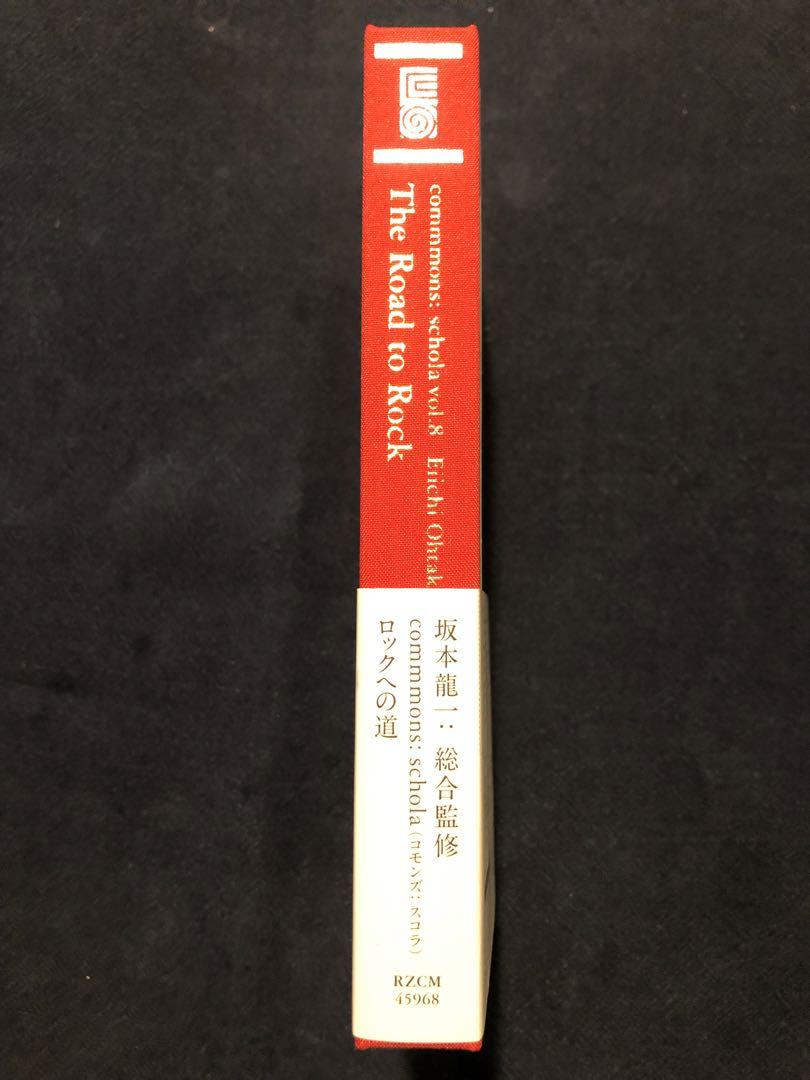 commmons: schola vol.8 Eiichi Ohtak
The Road to Rock
坂本龍一: 総合監修
commmons: schola (コモンズ: スコラ)
ロックへの道
RZCM
45968